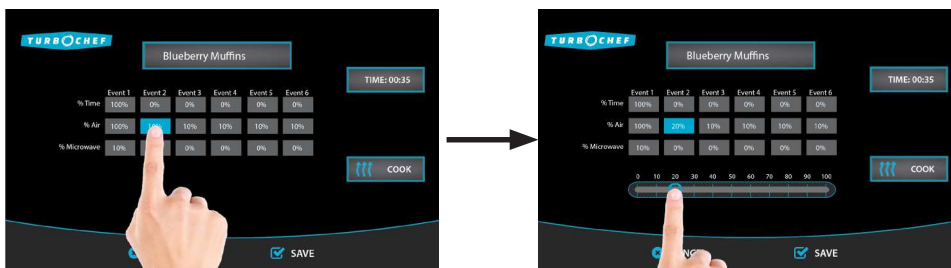 TURBOCHEF
Blueberry Muffins
TIME: 00:35
Event 1 Event 2 Event 3 Event 4 Event 5 Event 6
% Time 100% 0% 0% 0% 0% 0%
% Air 100% 10% 10% 10% 10%
% Microwave 10% 0% 0% 0% 0%
COOK
SAVE
TURBOCHEF
Blueberry Muffins
TIME: 00:35
Event 1 Event 2 Event 3 Event 4 Event 5 Event 6
% Time 100% 0% 0% 0% 0% 0%
% Air 100% 20% 10% 10% 10% 10%
% Microwave 10% 0% 0% 0% 0% 0%
COOK
0 10 20 30 40 50 60 70 80 90 100
SAVE